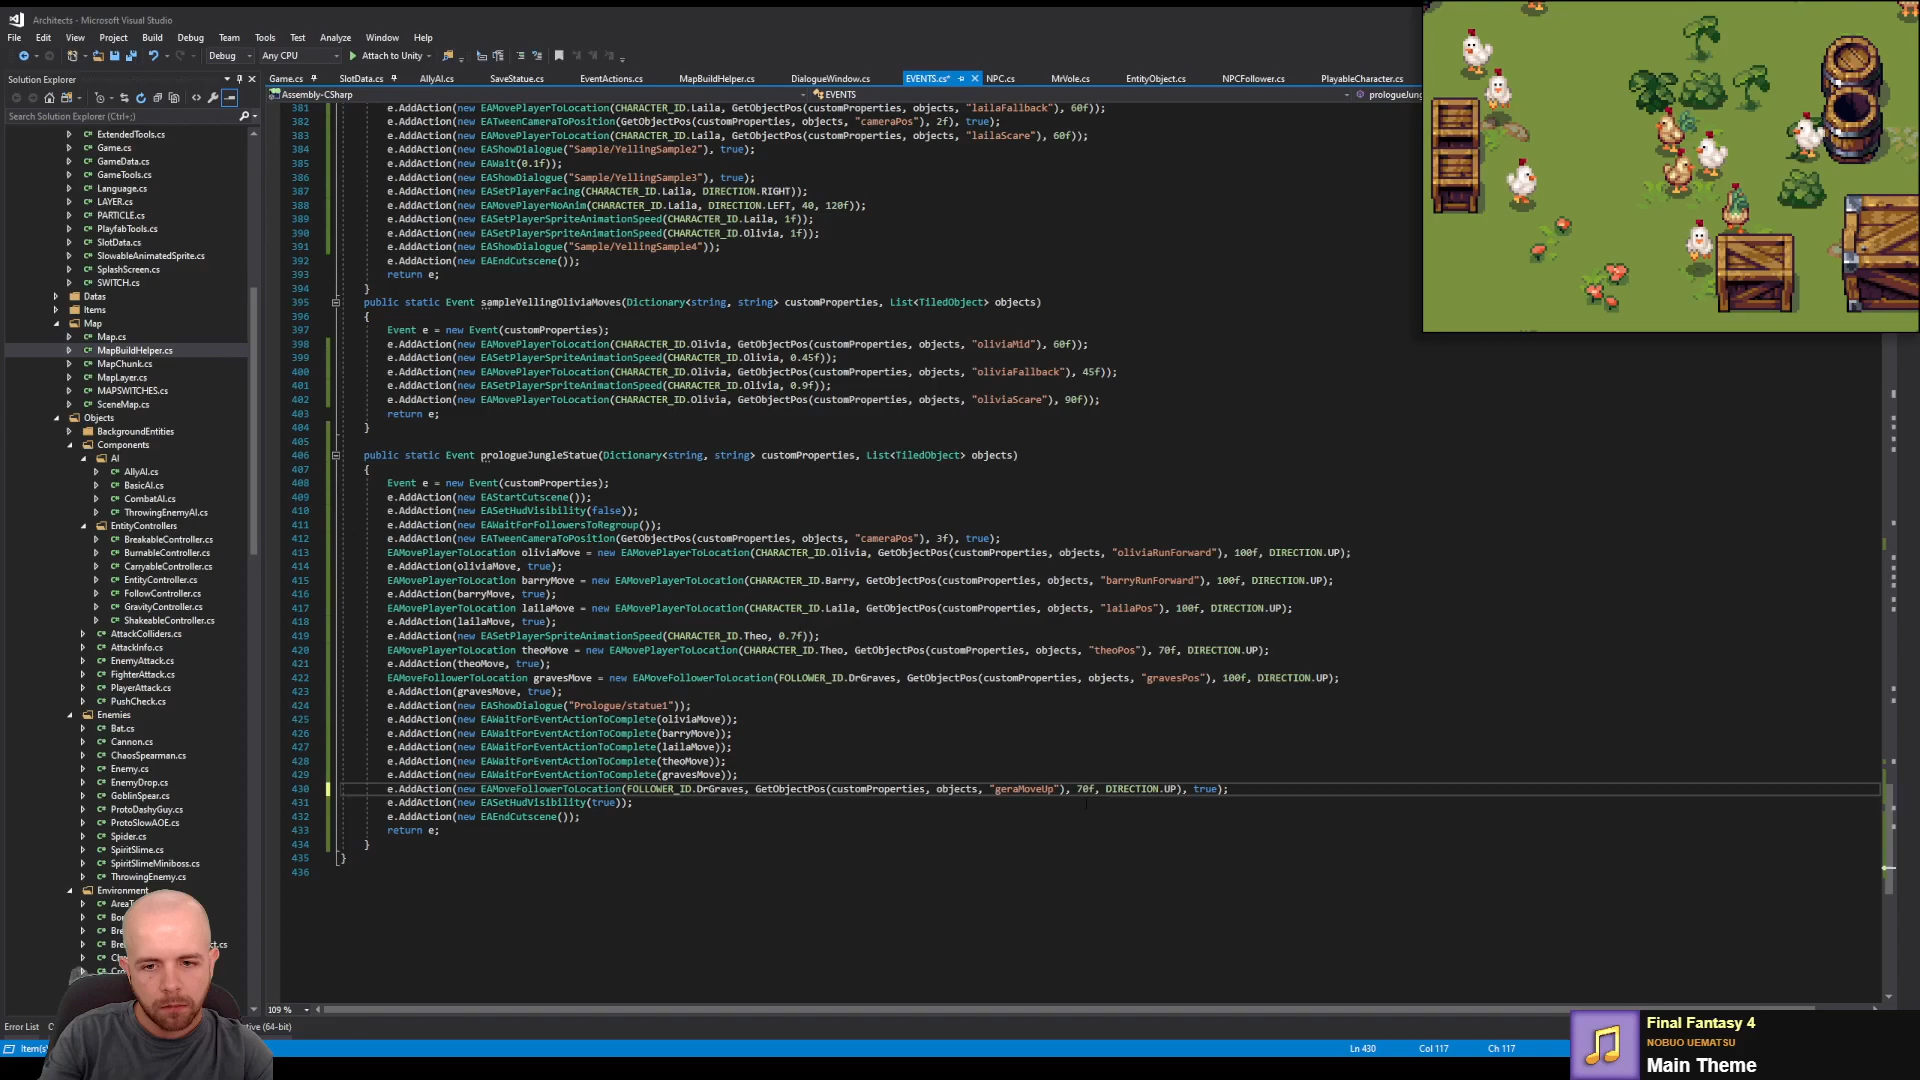 Architects - Microsoft Visual Studio
File Edit View Project Build Debug Team Tools Test Analyze Window Help
Debug Any CPU Attach to Unity
Solution Explorer
Game.cs SlotData.cs AllyAI.cs SaveStatue.cs EventActions.cs MapBuildHelper.cs DialogueWindow.cs EVENTS.cs* NPC.cs MrVole.cs EntityObject.cs NPCFollower.cs PlayableCharacter.cs
Assembly-CSharp EVENTS prologueJung
Search Solution Explorer (Ctrl+;)
ExtendedTools.cs
Game.cs
GameData.cs
GameTools.cs
Language.cs
LAYER.cs
PARTICLE.cs
PlayfabTools.cs
SlotData.cs
SlowableAnimatedSprite.cs
SplashScreen.cs
SWITCH.cs
Datas
Items
Map
Map.cs
MapBuildHelper.cs
MapChunk.cs
MapLayer.cs
MAPSWITCHES.cs
SceneMap.cs
Objects
BackgroundEntities
Components
AI
AllyAI.cs
BasicAI.cs
CombatAI.cs
ThrowingEnemyAI.cs
EntityControllers
BreakableController.cs
BurnableController.cs
CarryableController.cs
EntityController.cs
FollowController.cs
GravityController.cs
ShakeableController.cs
AttackColliders.cs
AttackInfo.cs
EnemyAttack.cs
FighterAttack.cs
PlayerAttack.cs
PushCheck.cs
Enemies
Bat.cs
Cannon.cs
ChaosSpearman.cs
Enemy.cs
EnemyDrop.cs
GoblinSpear.cs
ProtoDashyGuy.cs
ProtoSlowAOE.cs
Spider.cs
SpiritSlime.cs
SpiritSlimeMiniboss.cs
ThrowingEnemy.cs
Environment
381 e.AddAction(new EAMovePlayerToLocation(CHARACTER_ID.Laila, GetObjectPos(customProperties, objects, "lailaFallback"), 60f));
382 e.AddAction(new EATweenCameraToPosition(GetObjectPos(customProperties, objects, "cameraPos"), 2f), true);
383 e.AddAction(new EAMovePlayerToLocation(CHARACTER_ID.Laila, GetObjectPos(customProperties, objects, "lailaScare"), 60f));
384 e.AddAction(new EAShowDialogue("Sample/YellingSample2"), true);
385 e.AddAction(new EAWait(0.1f));
386 e.AddAction(new EAShowDialogue("Sample/YellingSample3"), true);
387 e.AddAction(new EASetPlayerFacing(CHARACTER_ID.Laila, DIRECTION.RIGHT));
388 e.AddAction(new EAMovePlayerNoAnim(CHARACTER_ID.Laila, DIRECTION.LEFT, 40, 120f));
389 e.AddAction(new EASetPlayerSpriteAnimationSpeed(CHARACTER_ID.Laila, 1f));
390 e.AddAction(new EASetPlayerSpriteAnimationSpeed(CHARACTER_ID.Olivia, 1f));
391 e.AddAction(new EAShowDialogue("Sample/YellingSample4"));
392 e.AddAction(new EAEndCutscene());
393 return e;
394 }
395 public static Event sampleYellingOliviaMoves(Dictionary<string, string> customProperties, List<TiledObject> objects)
396 {
397 Event e = new Event(customProperties);
398 e.AddAction(new EAMovePlayerToLocation(CHARACTER_ID.Olivia, GetObjectPos(customProperties, objects, "oliviaMid"), 60f));
399 e.AddAction(new EASetPlayerSpriteAnimationSpeed(CHARACTER_ID.Olivia, 0.45f));
400 e.AddAction(new EAMovePlayerToLocation(CHARACTER_ID.Olivia, GetObjectPos(customProperties, objects, "oliviaFallback"), 45f));
401 e.AddAction(new EASetPlayerSpriteAnimationSpeed(CHARACTER_ID.Olivia, 0.9f));
402 e.AddAction(new EAMovePlayerToLocation(CHARACTER_ID.Olivia, GetObjectPos(customProperties, objects, "oliviaScare"), 90f));
403 return e;
404 }
405
406 public static Event prologueJungleStatue(Dictionary<string, string> customProperties, List<TiledObject> objects)
407 {
408 Event e = new Event(customProperties);
409 e.AddAction(new EAStartCutscene());
410 e.AddAction(new EASetHudVisibility(false));
411 e.AddAction(new EAWaitForFollowersToRegroup());
412 e.AddAction(new EATweenCameraToPosition(GetObjectPos(customProperties, objects, "cameraPos"), 3f), true);
413 EAMovePlayerToLocation oliviaMove = new EAMovePlayerToLocation(CHARACTER_ID.Olivia, GetObjectPos(customProperties, objects, "oliviaRunForward"), 100f, DIRECTION.UP);
414 e.AddAction(oliviaMove, true);
415 EAMovePlayerToLocation barryMove = new EAMovePlayerToLocation(CHARACTER_ID.Barry, GetObjectPos(customProperties, objects, "barryRunForward"), 100f, DIRECTION.UP);
416 e.AddAction(barryMove, true);
417 EAMovePlayerToLocation lailaMove = new EAMovePlayerToLocation(CHARACTER_ID.Laila, GetObjectPos(customProperties, objects, "lailaPos"), 100f, DIRECTION.UP);
418 e.AddAction(lailaMove, true);
419 e.AddAction(new EASetPlayerSpriteAnimationSpeed(CHARACTER_ID.Theo, 0.7f));
420 EAMovePlayerToLocation theoMove = new EAMovePlayerToLocation(CHARACTER_ID.Theo, GetObjectPos(customProperties, objects, "theoPos"), 70f, DIRECTION.UP);
421 e.AddAction(theoMove, true);
422 EAMoveFollowerToLocation gravesMove = new EAMoveFollowerToLocation(FOLLOWER_ID.DrGraves, GetObjectPos(customProperties, objects, "gravesPos"), 100f, DIRECTION.UP);
423 e.AddAction(gravesMove, true);
424 e.AddAction(new EAShowDialogue("Prologue/statue1"));
425 e.AddAction(new EAWaitForEventActionToComplete(oliviaMove));
426 e.AddAction(new EAWaitForEventActionToComplete(barryMove));
427 e.AddAction(new EAWaitForEventActionToComplete(lailaMove));
428 e.AddAction(new EAWaitForEventActionToComplete(theoMove));
429 e.AddAction(new EAWaitForEventActionToComplete(gravesMove));
430 e.AddAction(new EAMoveFollowerToLocation(FOLLOWER_ID.DrGraves, GetObjectPos(customProperties, objects, "geraMoveUp"), 70f, DIRECTION.UP), true);
431 e.AddAction(new EASetHudVisibility(true));
432 e.AddAction(new EAEndCutscene());
433 return e;
434 }
435 }
436
109 %
Error List
(64-bit)
Ln 430 Col 117 Ch 117
Final Fantasy 4
NOBUO UEMATSU
Main Theme